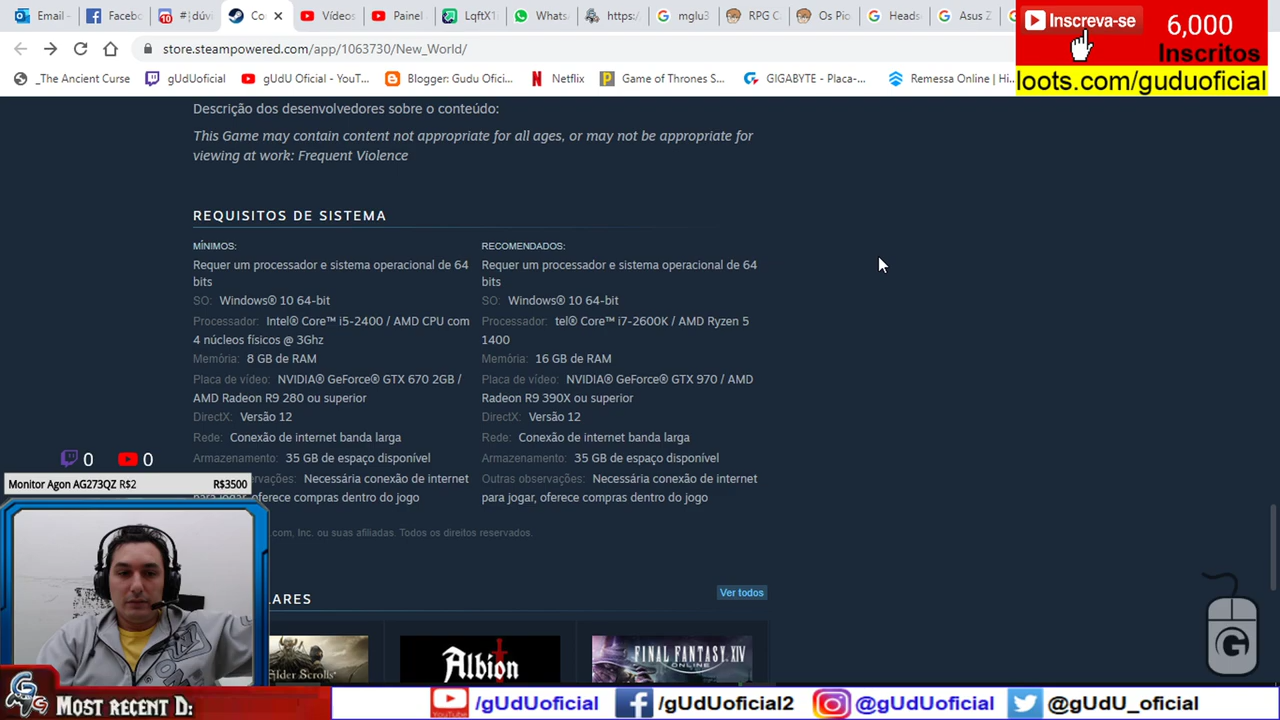 Email -
Facebo
10
#┆dúvi
Co
Vídeos
Painel
LqftX1
Whats
https:/
mglu3
RPG C
Os Pio
Heads
Asus Z
Inscreva-se
6,000
Inscritos
loots.com/guduoficial
store.steampowered.com/app/1063730/New_World/
_The Ancient Curse
gUdUoficial
gUdU Oficial - YouT...
Blogger: Gudu Ofici...
Netflix
Game of Thrones S...
GIGABYTE - Placa-...
Remessa Online | Hi...
Descrição dos desenvolvedores sobre o conteúdo:
This Game may contain content not appropriate for all ages, or may not be appropriate for
viewing at work: Frequent Violence
REQUISITOS DE SISTEMA
MÍNIMOS:
Requer um processador e sistema operacional de 64
bits
SO: Windows® 10 64-bit
Processador: Intel® Core™ i5-2400 / AMD CPU com
4 núcleos físicos @ 3Ghz
Memória: 8 GB de RAM
Placa de vídeo: NVIDIA® GeForce® GTX 670 2GB /
AMD Radeon R9 280 ou superior
DirectX: Versão 12
Rede: Conexão de internet banda larga
Armazenamento: 35 GB de espaço disponível
ervações: Necessária conexão de internet
para jogar, oferece compras dentro do jogo
RECOMENDADOS:
Requer um processador e sistema operacional de 64
bits
SO: Windows® 10 64-bit
Processador: tel® Core™ i7-2600K / AMD Ryzen 5
1400
Memória: 16 GB de RAM
Placa de vídeo: NVIDIA® GeForce® GTX 970 / AMD
Radeon R9 390X ou superior
DirectX: Versão 12
Rede: Conexão de internet banda larga
Armazenamento: 35 GB de espaço disponível
Outras observações: Necessária conexão de internet
para jogar, oferece compras dentro do jogo
0
0
Monitor Agon AG273QZ R$2 R$3500
.com, Inc. ou suas afiliadas. Todos os direitos reservados.
LARES
Ver todos
Elder Scrolls
Albion
FINAL FANTASY XIV
ONLINE
G
MOST RECENT D:
/gUdUoficial
/gUdUoficial2
@gUdUoficial
@gUdU_oficial